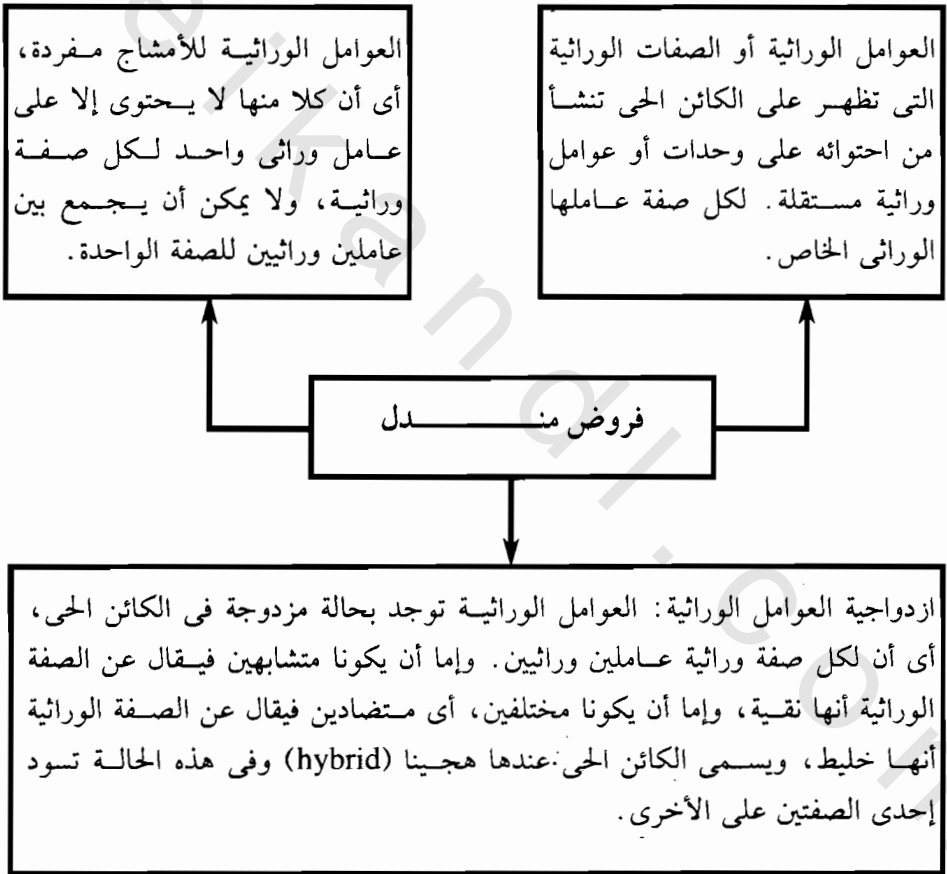 العوامل الوراثية أو الصفات الوراثية
التى تظهر على الكائن الحى تنشأ
من احتوائه على وحدات أو عوامل
وراثية مستقلة. لكل صفة عاملها
الوراثى الخاص.
العوامل الوراثية للأمشاج مفردة،
أى أن كلا منها لا يحتوى إلا على
عامل وراثى واحد لكل صفة
وراثية، ولا يمكن أن يجمع بين
عاملين وراثيين للصفة الواحدة.
فروض منـــــــدل
ازدواجية العوامل الوراثية: العوامل الوراثية توجد بحالة مزدوجة فى الكائن الحى،
أى أن لكل صفة وراثية عاملين وراثيين. وإما أن يكونا متشابهين فيقال عن الصفة
الوراثية أنها نقية، وإما أن يكونا مختلفين، أى متضادين فيقال عن الصفة الوراثية
أنها خليط، ويسمى الكائن الحى عندها هجينا (hybrid) وفى هذه الحالة تسود
إحدى الصفتين على الأخرى.
eikandl.com